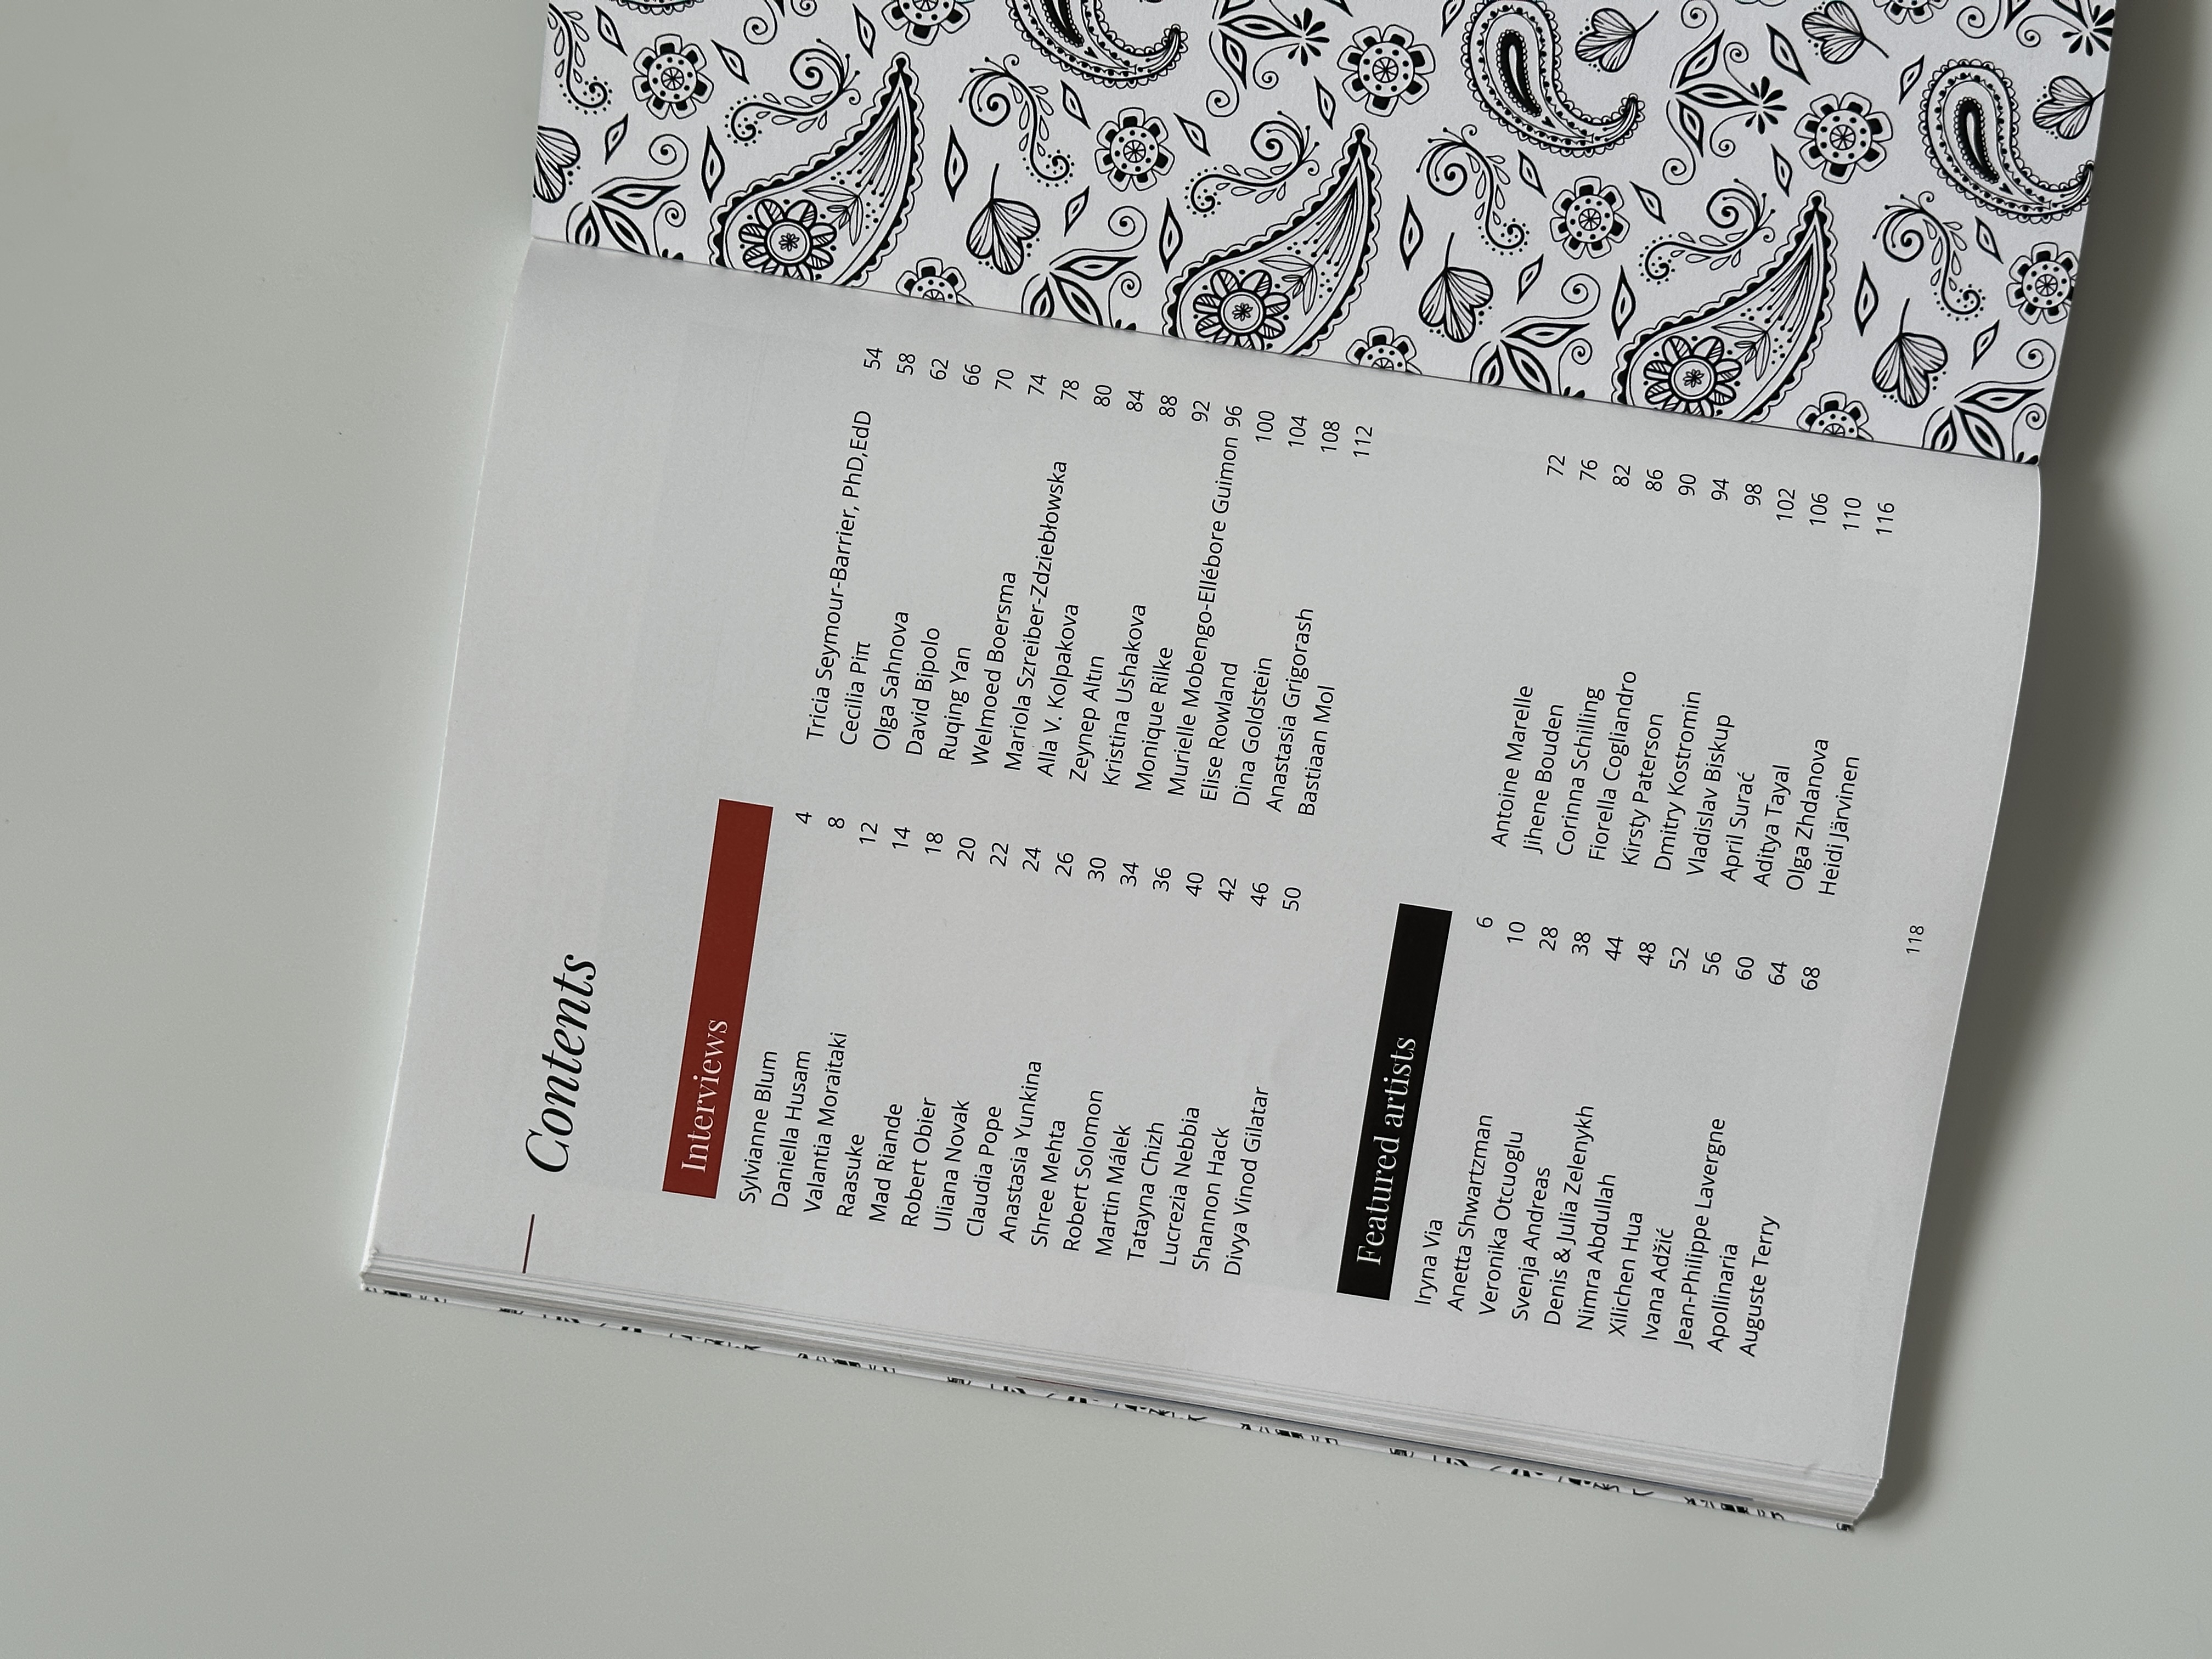 Contents
Interviews
Sylvianne Blum 4
Daniella Husam 8
Valantia Moraitaki 12
Raasuke 14
Mad Riande 18
Robert Obier 20
Uliana Novak 22
Claudia Pope 24
Anastasia Yunkina 26
Shree Mehta 30
Robert Solomon 34
Martin Málek 36
Tatayna Chizh 40
Lucrezia Nebbia 42
Shannon Hack 46
Divya Vinod Gilatar 50
Tricia Seymour-Barrier, PhD,EdD 54
Cecilia Piπ 58
Olga Sahnova 62
David Bipolo 66
Ruqing Yan 70
Welmoed Boersma 74
Mariola Szreiber-Zdziebłowska 78
Alla V. Kolpakova 80
Zeynep Altın 84
Kristina Ushakova 88
Monique Rilke 92
Murielle Mobengo-Ellébore Guimon 96
Elise Rowland 100
Dina Goldstein 104
Anastasia Grigorash 108
Bastiaan Mol 112
Featured artists
Iryna Via 6
Anetta Shwartzman 10
Veronika Otcuoglu 28
Svenja Andreas 38
Denis & Julia Zelenykh 44
Nimra Abdullah 48
Xilichen Hua 52
Ivana Adžić 56
Jean-Philippe Lavergne 60
Apollinaria 64
Auguste Terry 68
Antoine Marelle 72
Jihene Bouden 76
Corinna Schilling 82
Fiorella Cogliandro 86
Kirsty Paterson 90
Dmitry Kostromin 94
Vladislav Biskup 98
April Surać 102
Aditya Tayal 106
Olga Zhdanova 110
Heidi Järvinen 116
118